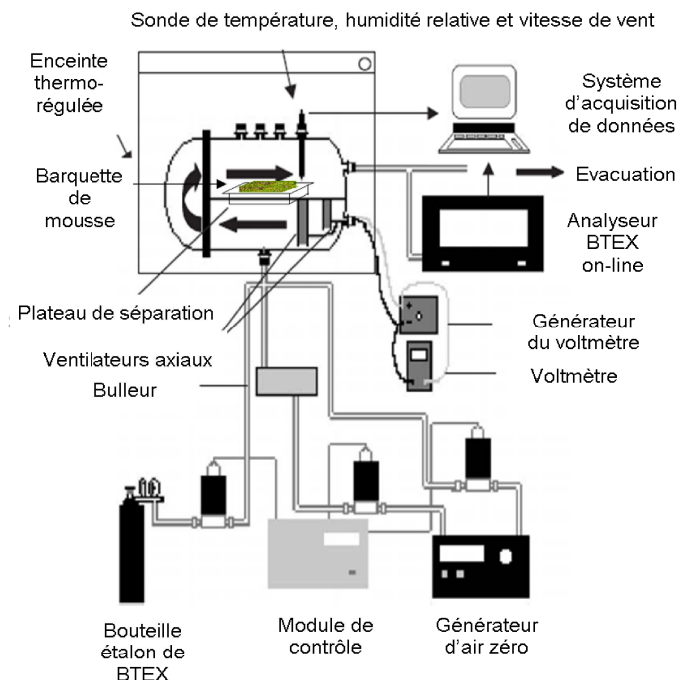 Sonde de température, humidité relative et vitesse de vent
Enceinte
thermo-
régulée
Système
d'acquisition
de données
Barquette
de
mousse
Evacuation
Analyseur
BTEX
on-line
Plateau de séparation
Générateur
du voltmètre
Ventilateurs axiaux
Voltmètre
Bulleur
Bouteille
étalon de
BTEX
Module de
contrôle
Générateur
d'air zéro